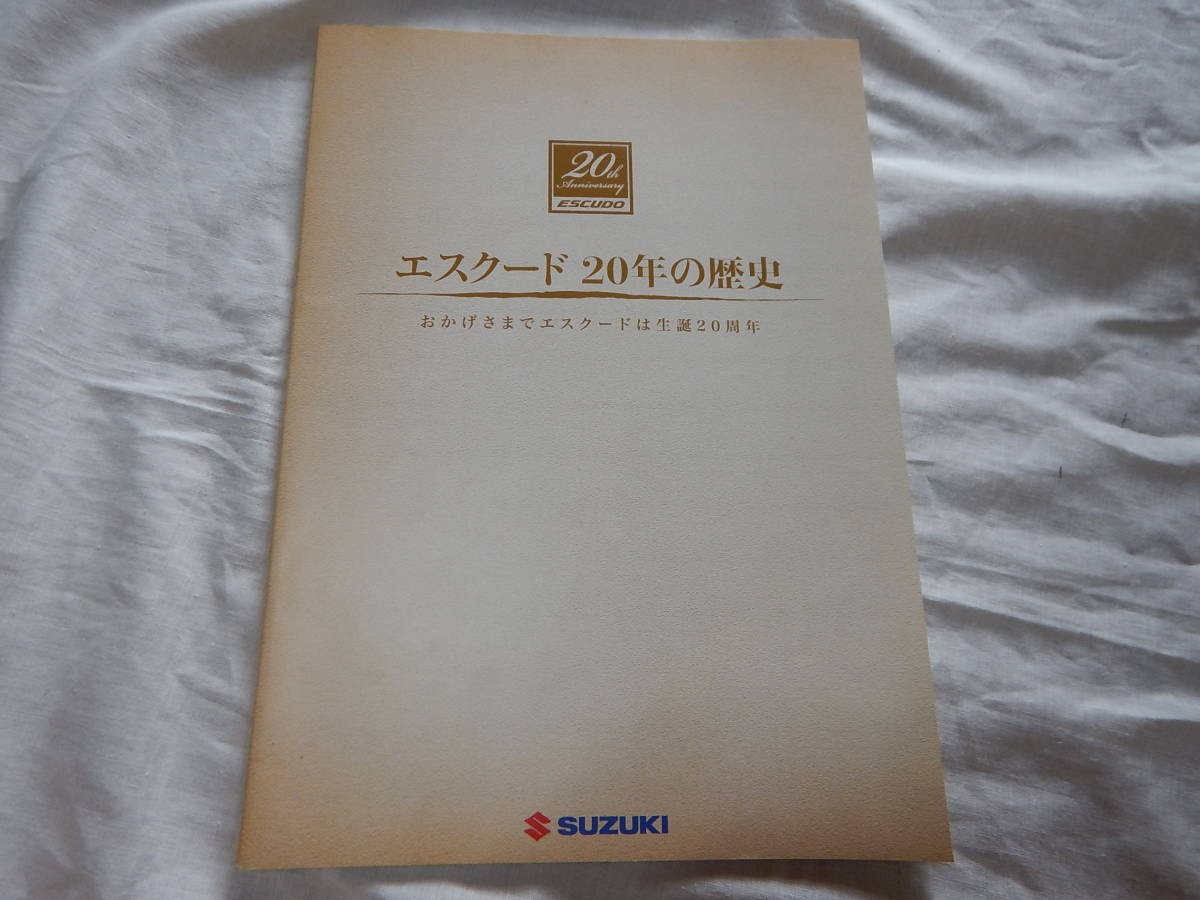 20th
Anniversary
ESCUDO
エスクード 20年の歴史
おかげさまでエスクードは生誕20周年
SUZUKI